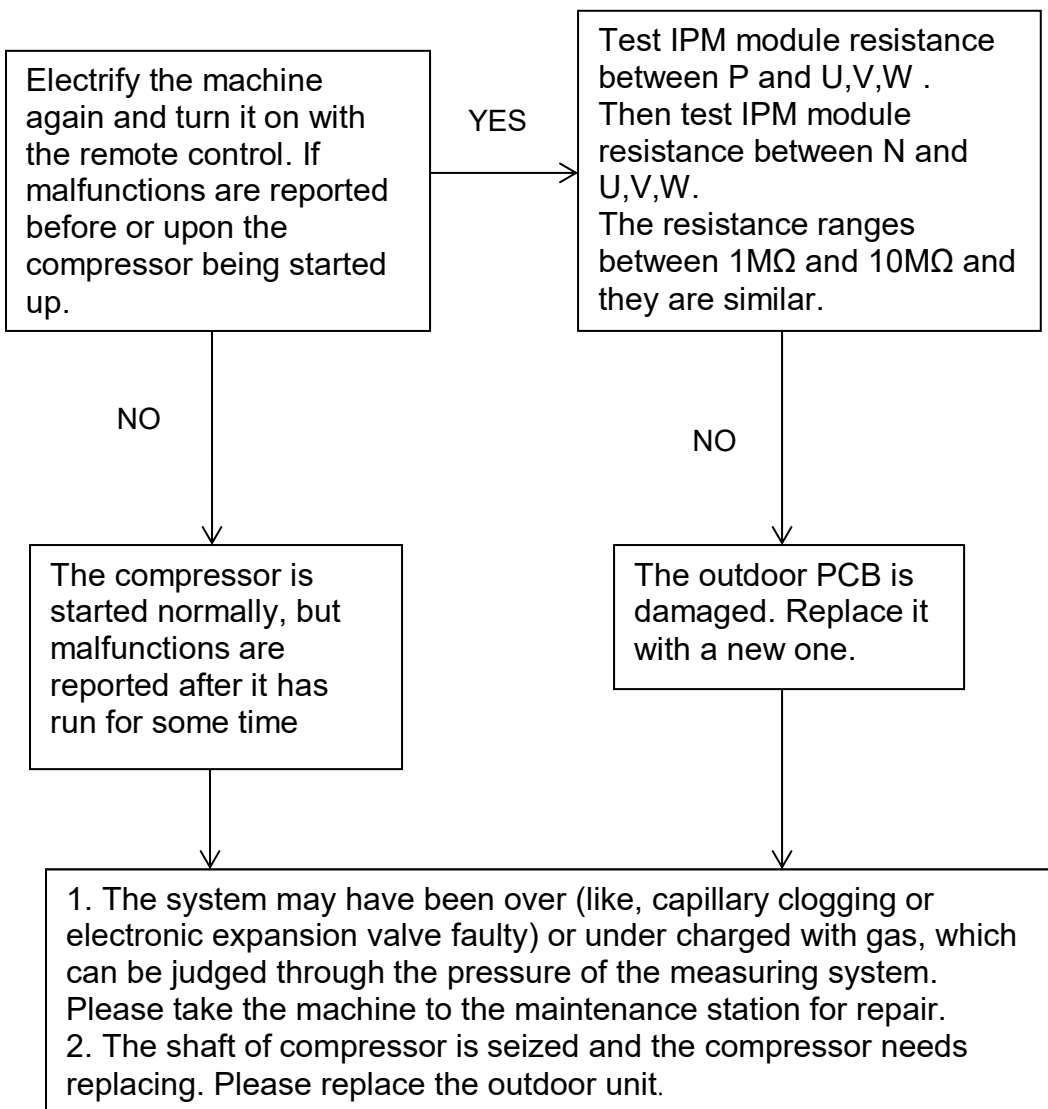 Electrify the machine
again and turn it on with
the remote control. If
malfunctions are reported
before or upon the
compressor being started
up.
YES
Test IPM module resistance
between P and U,V,W .
Then test IPM module
resistance between N and
U,V,W.
The resistance ranges
between 1MΩ and 10MΩ and
they are similar.
NO
NO
The compressor is
started normally, but
malfunctions are
reported after it has
run for some time
The outdoor PCB is
damaged. Replace it
with a new one.
1. The system may have been over (like, capillary clogging or
electronic expansion valve faulty) or under charged with gas, which
can be judged through the pressure of the measuring system.
Please take the machine to the maintenance station for repair.
2. The shaft of compressor is seized and the compressor needs
replacing. Please replace the outdoor unit.